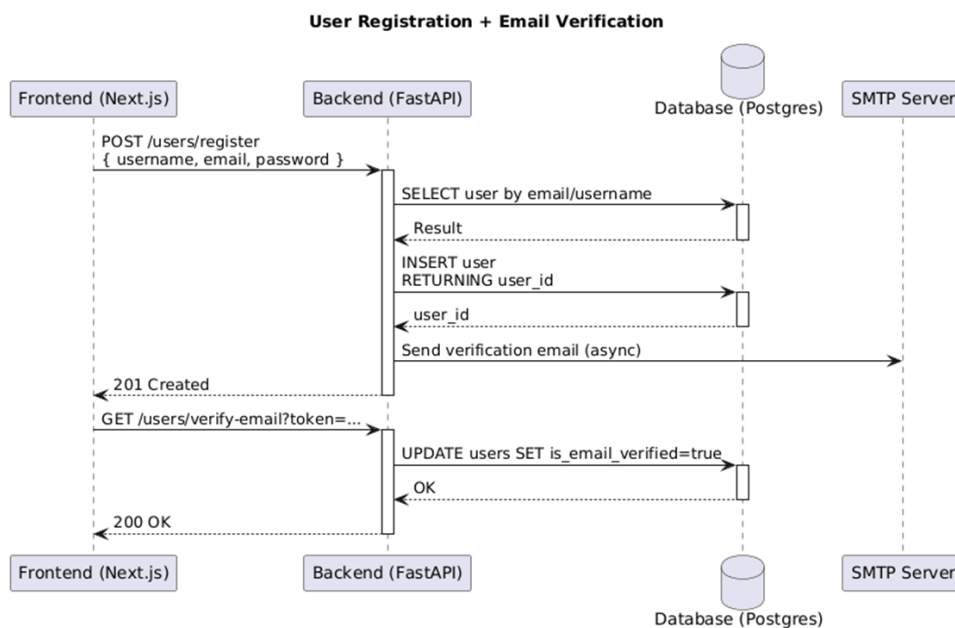 User Registration + Email Verification
Frontend (Next.js)
Backend (FastAPI)
Database (Postgres)
SMTP Server
POST /users/register
{ username, email, password }
SELECT user by email/username
Result
INSERT user
RETURNING user_id
user_id
Send verification email (async)
201 Created
GET /users/verify-email?token=...
UPDATE users SET is_email_verified=true
OK
200 OK
Frontend (Next.js)
Backend (FastAPI)
Database (Postgres)
SMTP Server